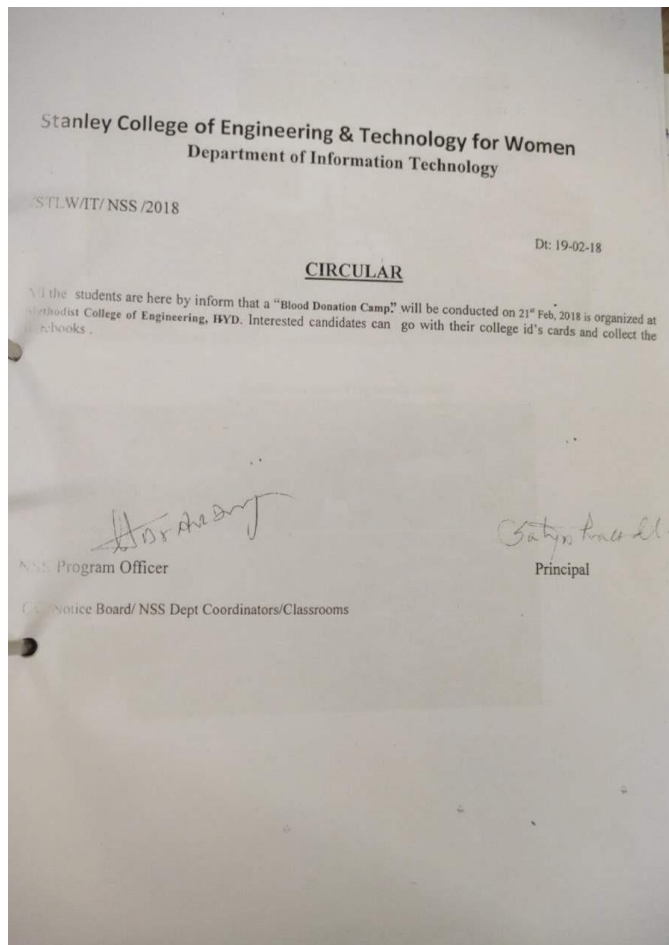 Stanley College of Engineering & Technology for Women
Department of Information Technology
/STLW/IT/ NSS /2018
Dt: 19-02-18
CIRCULAR
the students are here by inform that a "Blood Donation Camp." will be conducted on 21st Feb, 2018 is organized at
Methodist College of Engineering, HYD. Interested candidates can go with their college id's cards and collect the
NSS Program Officer
Principal
Notice Board/ NSS Dept Coordinators/Classrooms